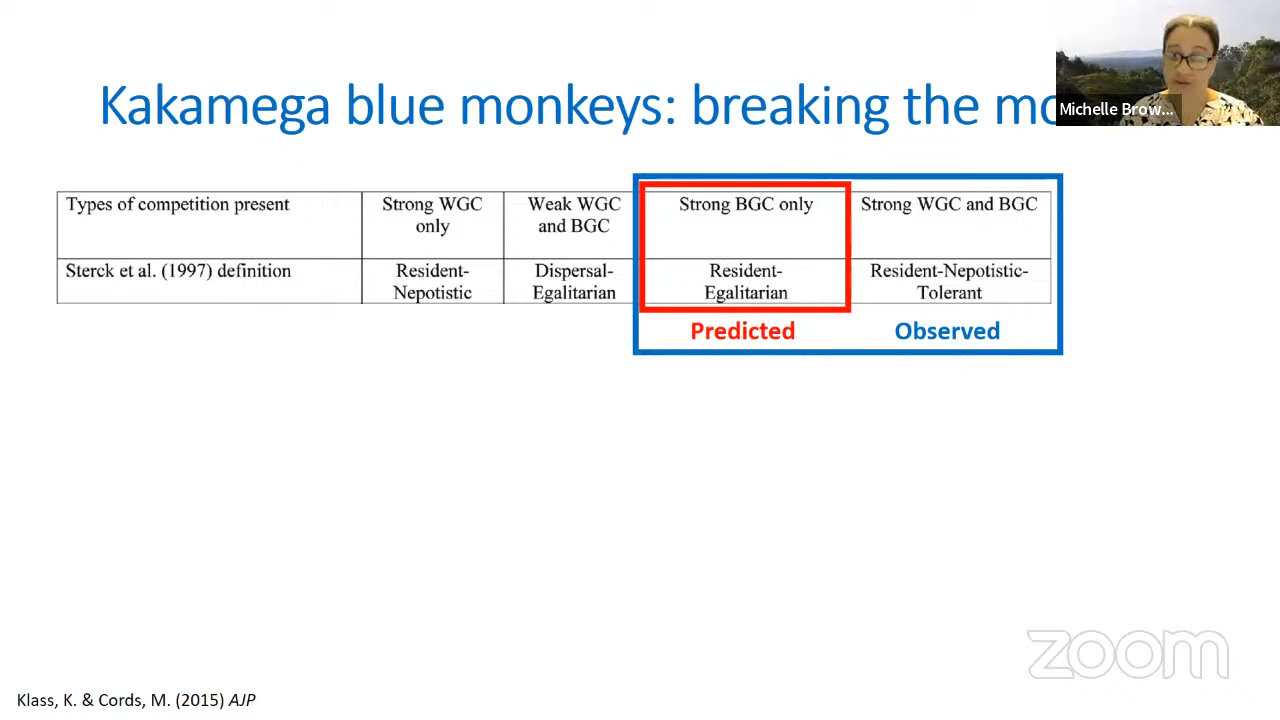 Kakamega blue monkeys: breaking the
Michelle Brow...
Types of competition present
Strong WGC
only
Weak WGC
and BGC
Strong BGC only
Strong WGC and BGC
Sterck et al. (1997) definition
Resident-
Nepotistic
Dispersal-
Egalitarian
Resident-
Egalitarian
Resident-Nepotistic-
Tolerant
Predicted
Observed
zoom
Klass, K. & Cords, M. (2015) AJP